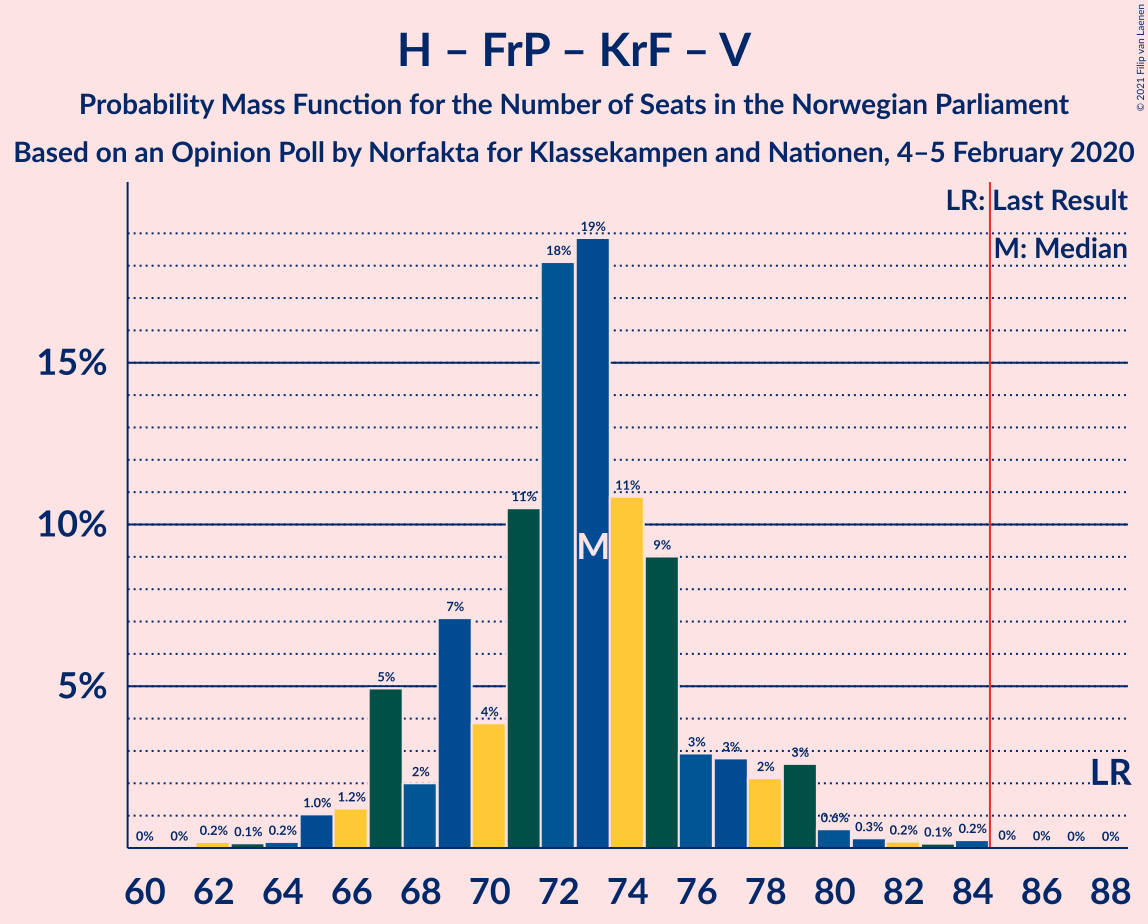 H – FrP – KrF – V
Probability Mass Function for the Number of Seats in the Norwegian Parliament
Based on an Opinion Poll by Norfakta for Klassekampen and Nationen, 4–5 February 2020
© 2021 Filip van Laenen
LR: Last Result
M: Median
15%
10%
5%
0% 0% 0.2% 0.1% 0.2% 1.0% 1.2% 5% 2% 7% 4% 11% 18% 19% 11% 9% 3% 3% 2% 3% 0.6% 0.3% 0.2% 0.1% 0.2% 0% 0% 0% 0%
M
LR
60 62 64 66 68 70 72 74 76 78 80 82 84 86 88